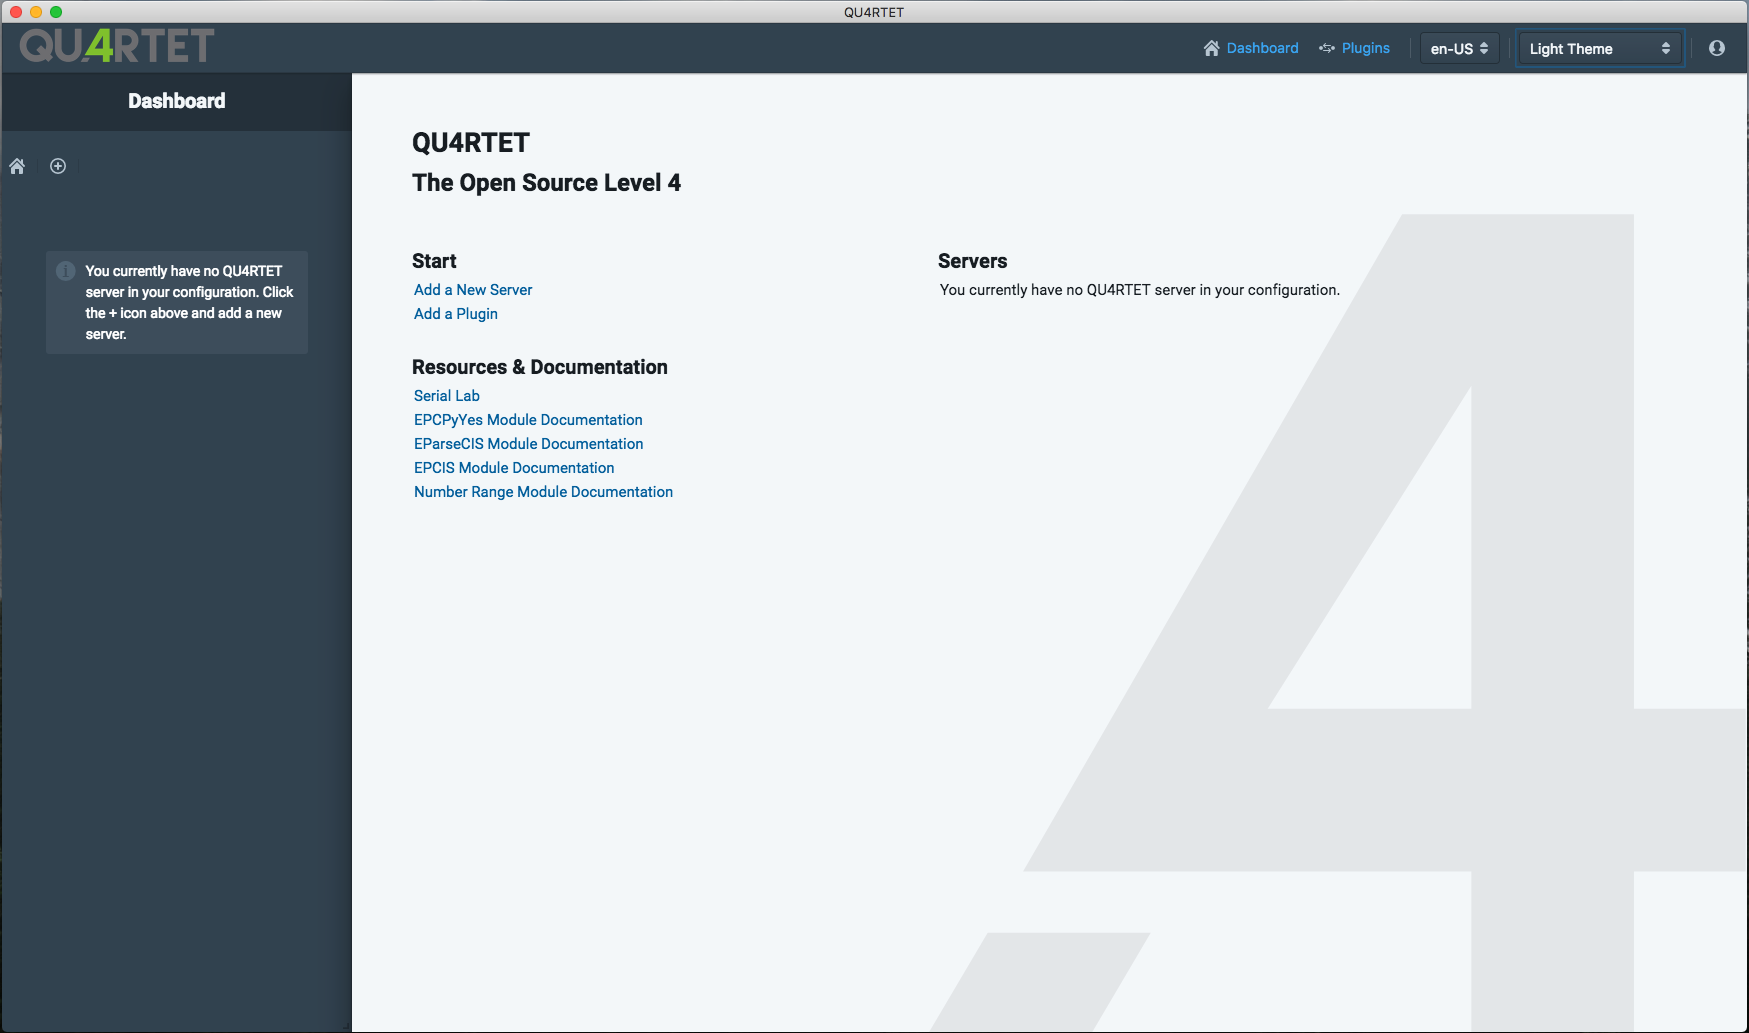 QU4RTET
QU4RTET
Dashboard
Plugins
en-US
Light Theme
Dashboard
You currently have no QU4RTET
server in your configuration. Click
the + icon above and add a new
server.
QU4RTET
The Open Source Level 4
Start
Add a New Server
Add a Plugin
Servers
You currently have no QU4RTET server in your configuration.
Resources & Documentation
Serial Lab
EPCPyYes Module Documentation
EParseCIS Module Documentation
EPCIS Module Documentation
Number Range Module Documentation
4